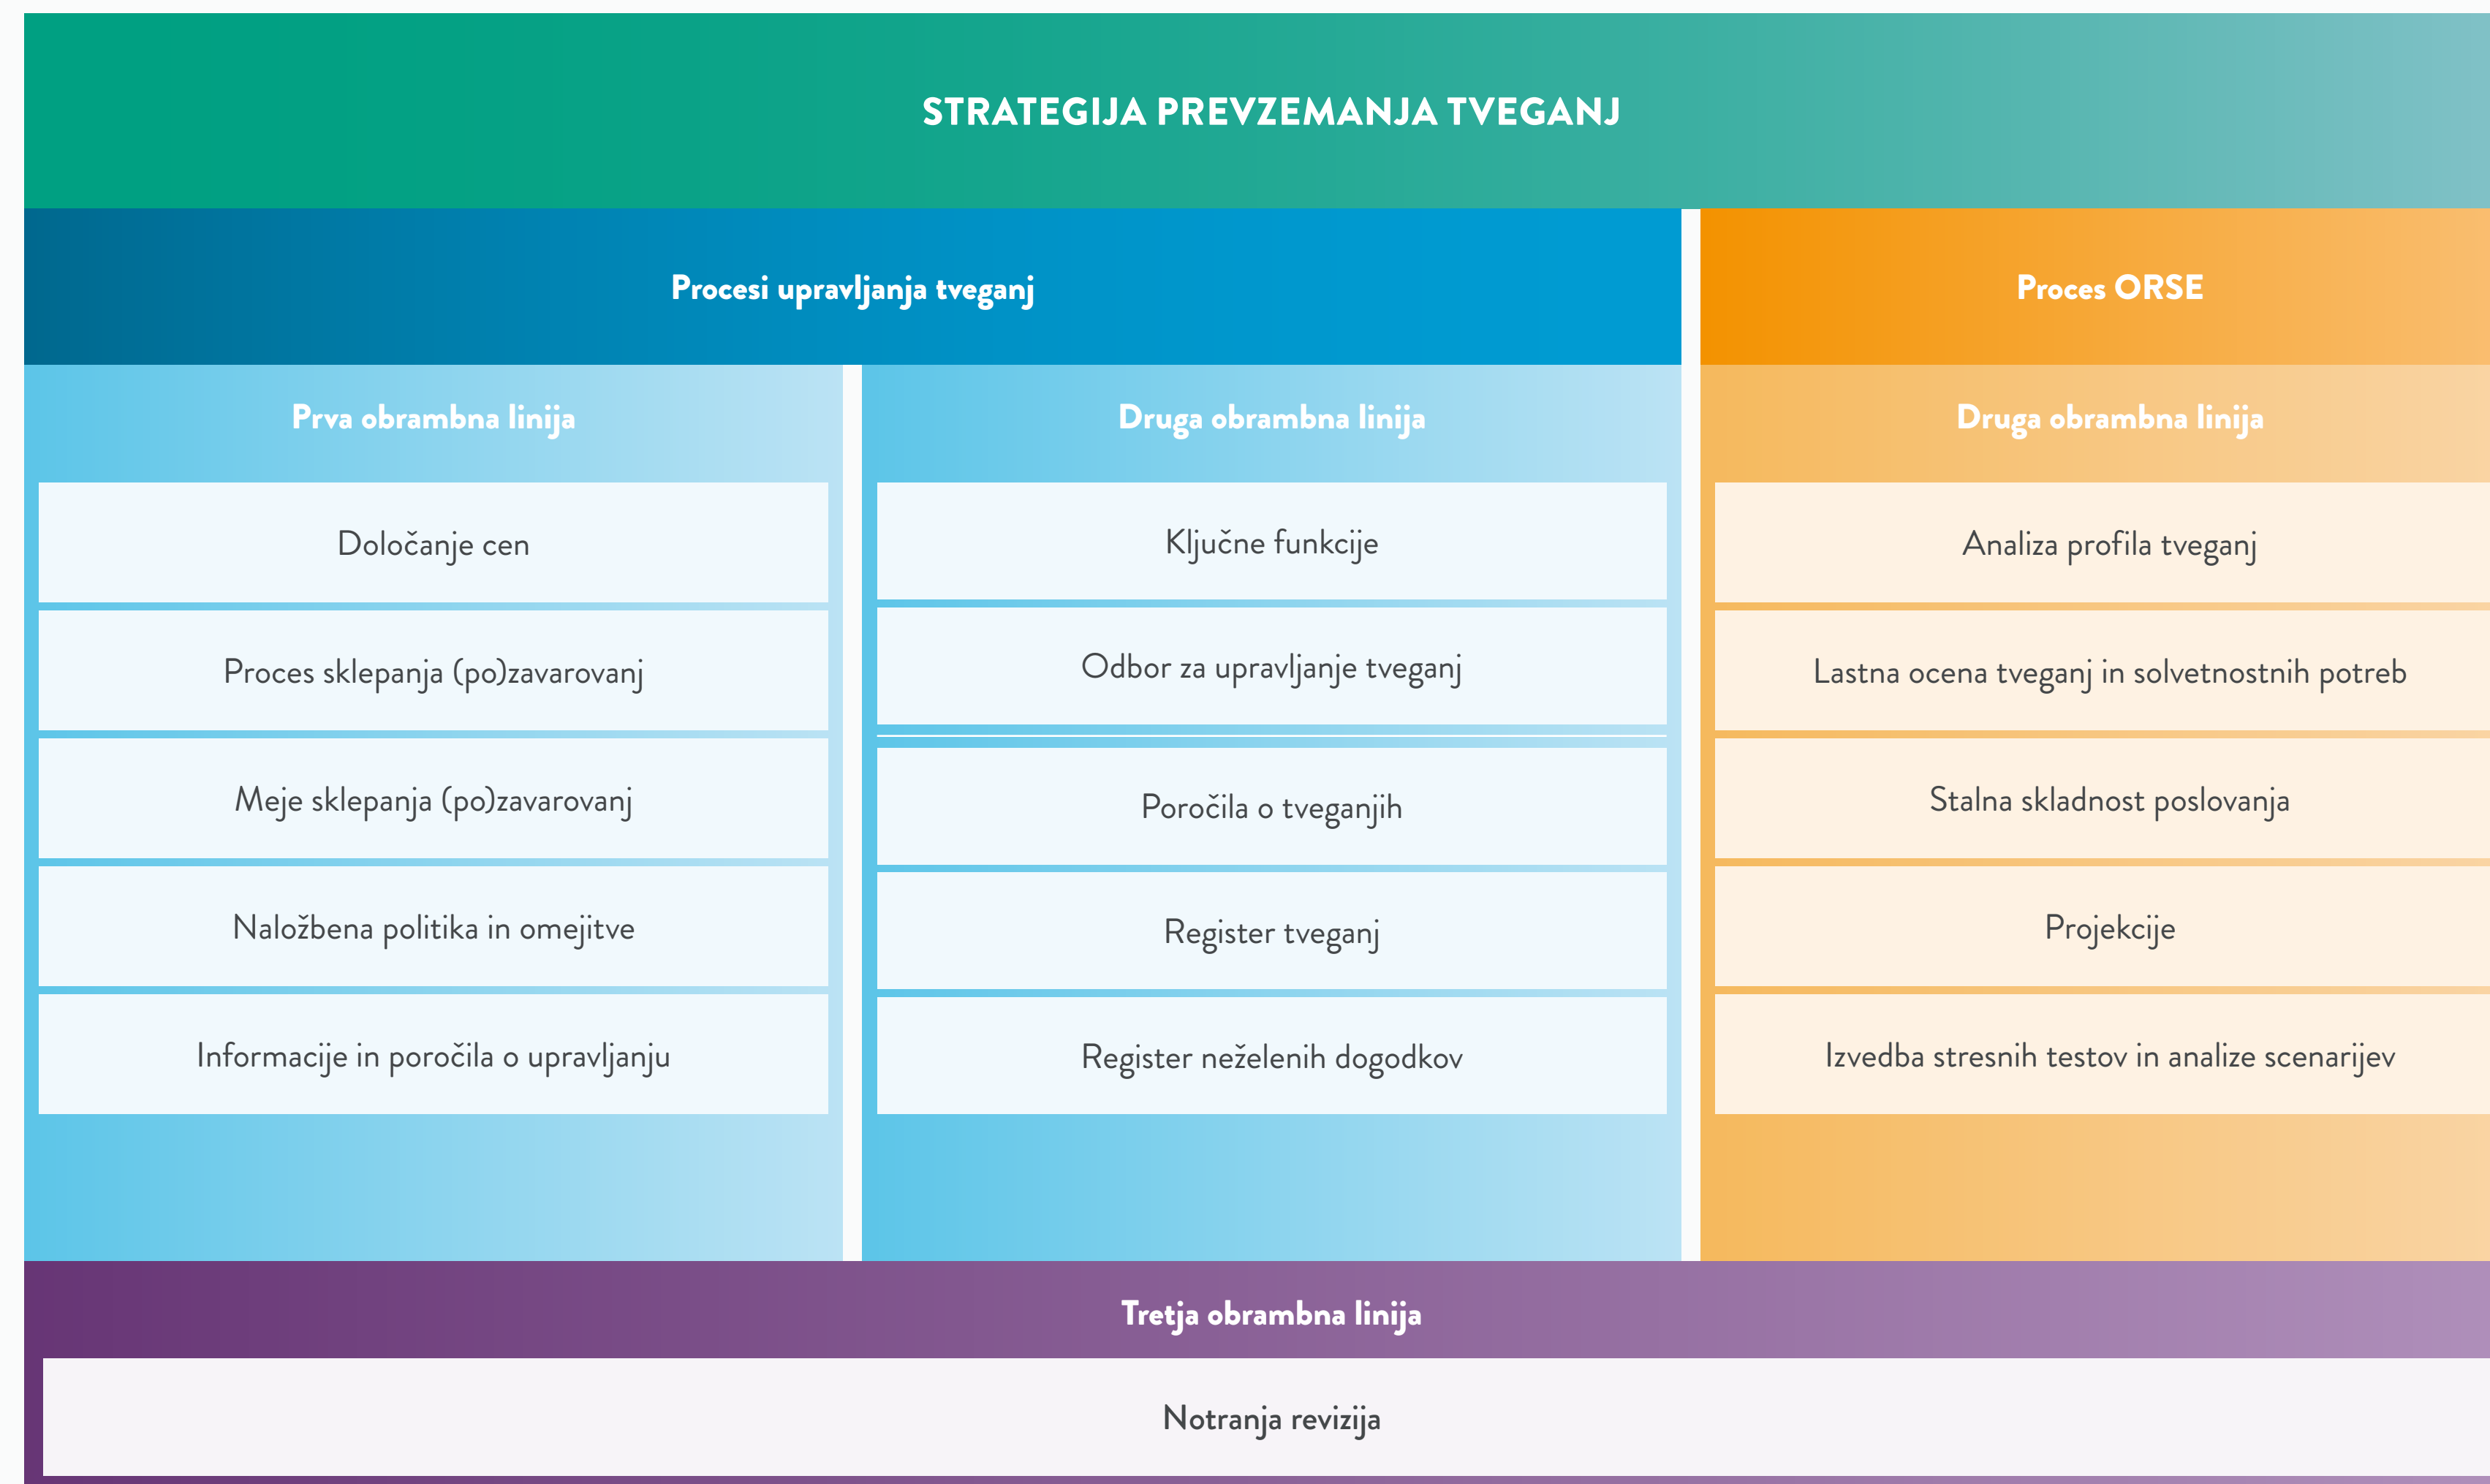 STRATEGIJA PREVZEMANJA TVEGANJ
Procesi upravljanja tveganj
Proces ORSE
Prva obrambna linija
Določanje cen
Proces sklepanja (po)zavarovanj
Meje sklepanja (po)zavarovanj
Naložbena politika in omejitve
Informacije in poročila o upravljanju
Druga obrambna linija
Ključne funkcije
Odbor za upravljanje tveganj
Poročila o tveganjih
Register tveganj
Register neželenih dogodkov
Druga obrambna linija
Analiza profila tveganj
Lastna ocena tveganj in solvetnostnih potreb
Stalna skladnost poslovanja
Projekcije
Izvedba stresnih testov in analize scenarijev
Tretja obrambna linija
Notranja revizija